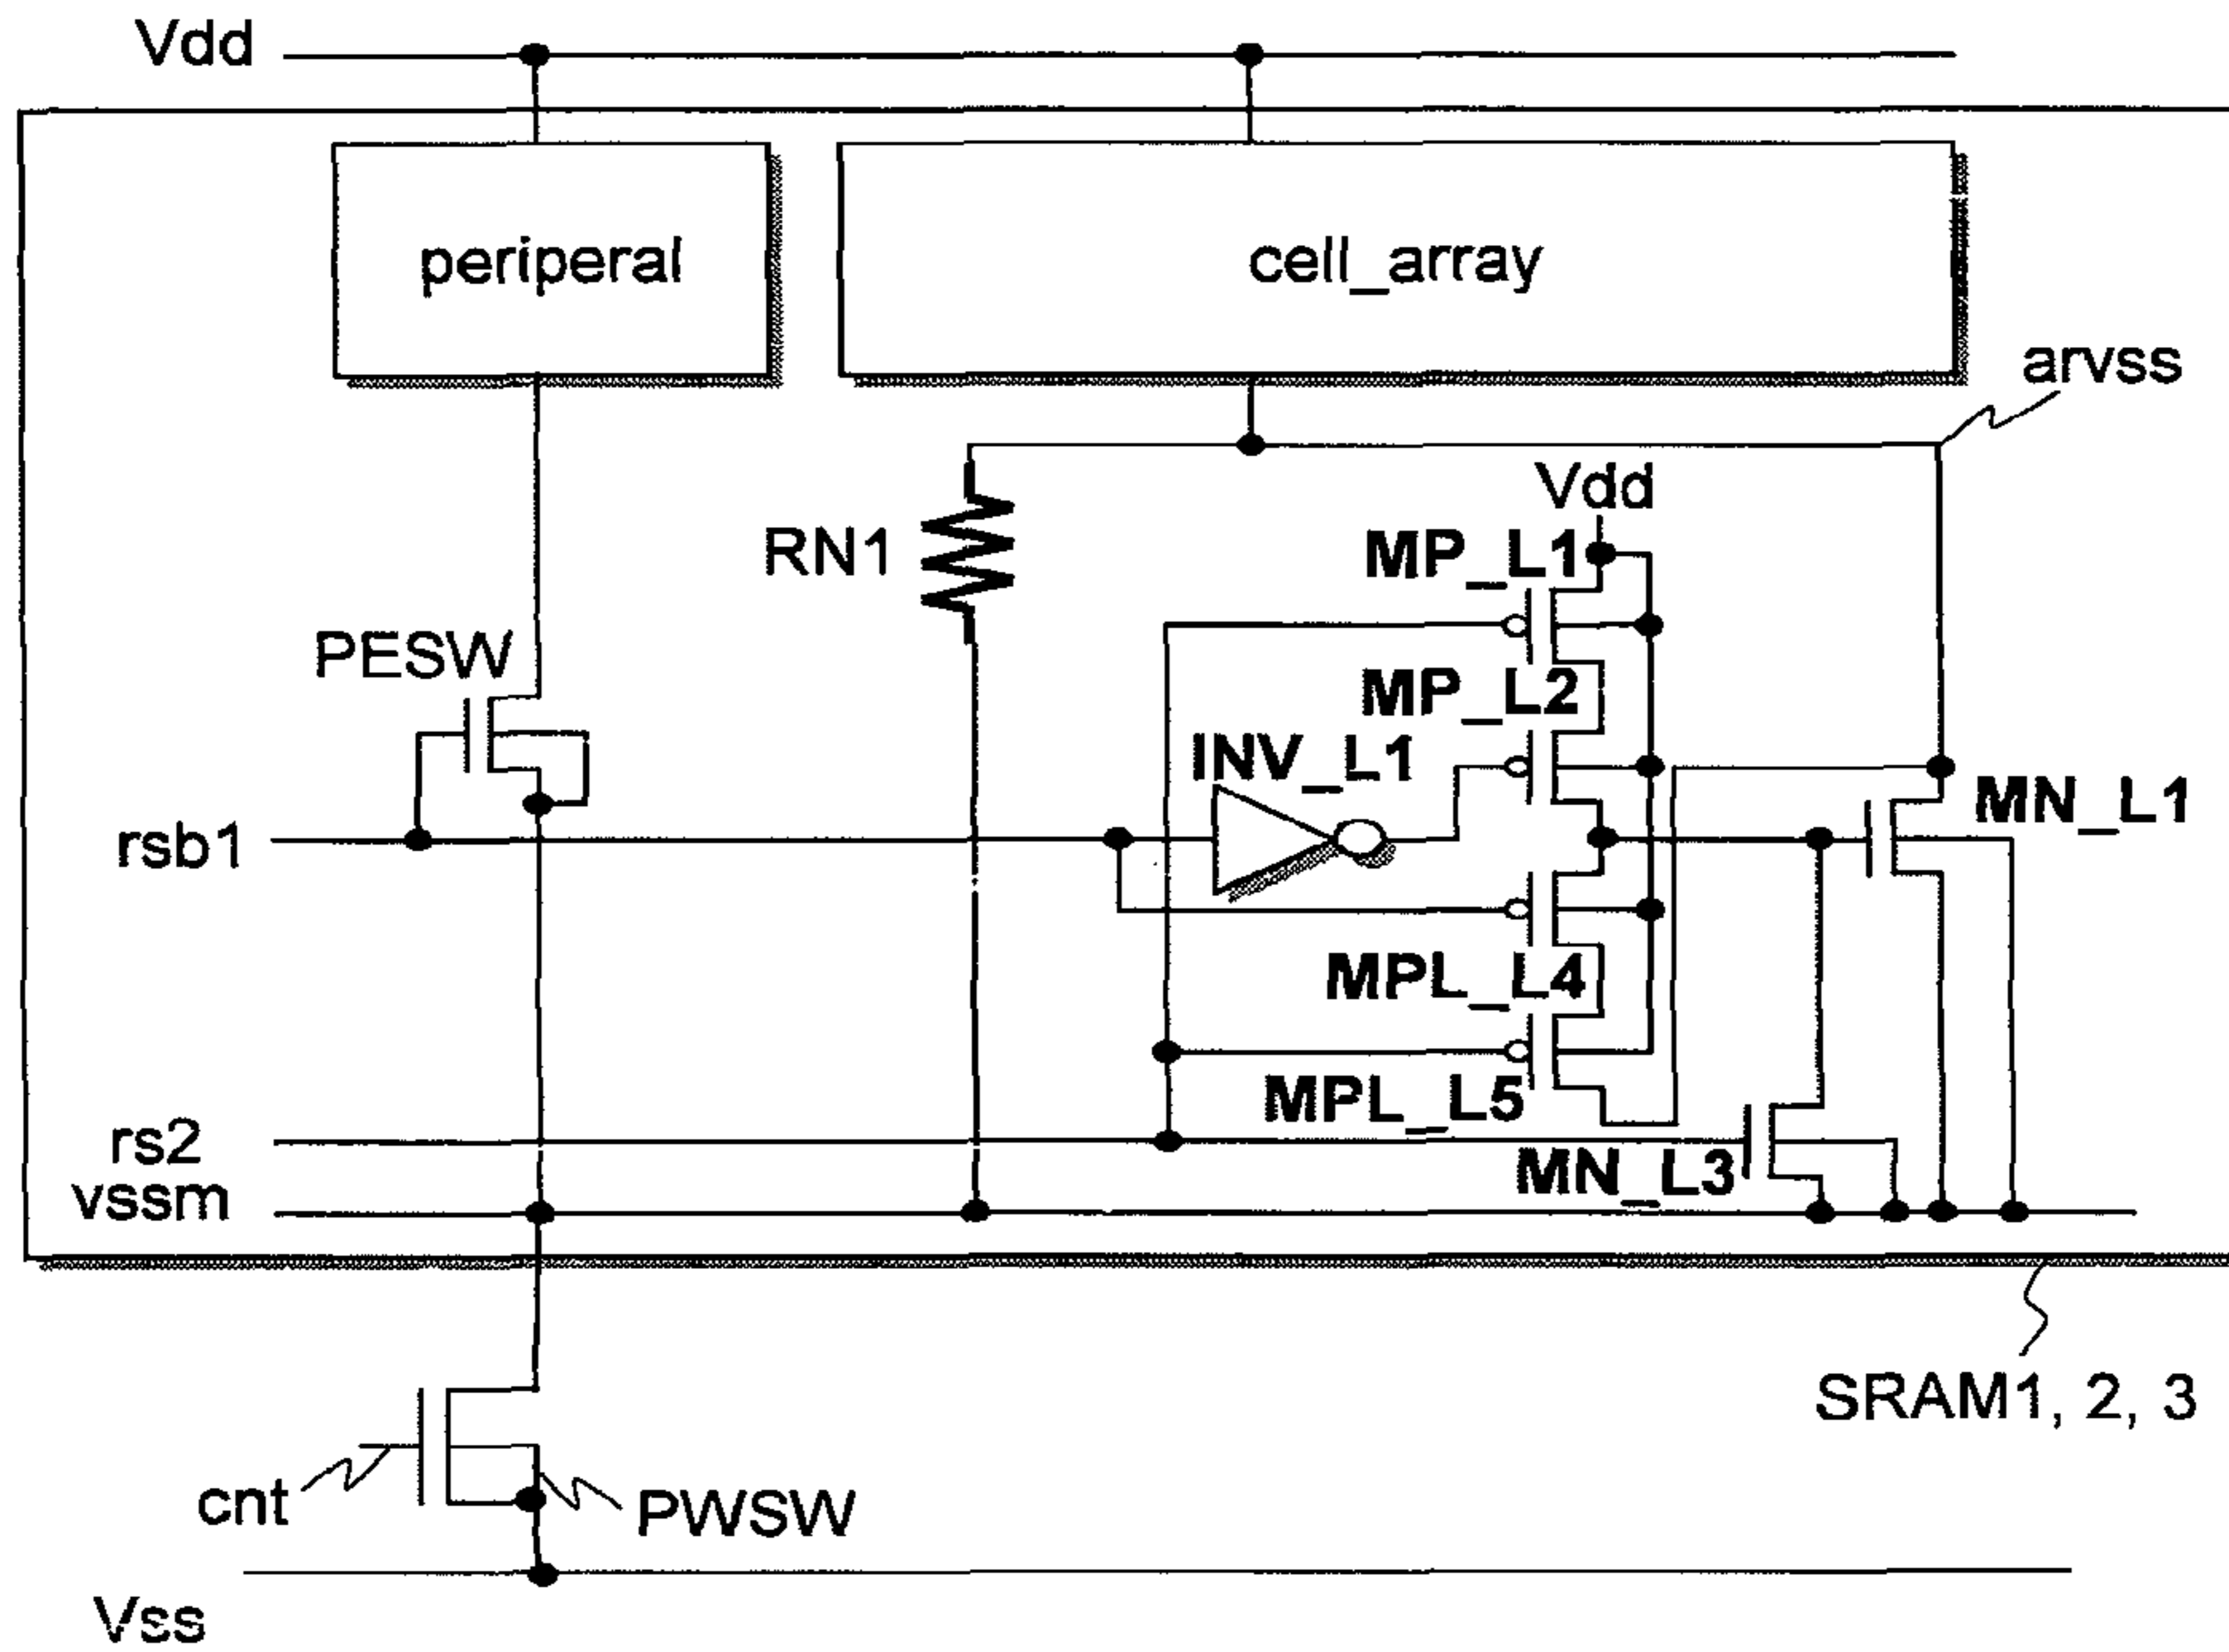 Vdd
periperal
cell_array
arvss
Vdd
RN1
MP_L1
PESW
MP_L2
INV_L1
MN_L1
rsb1
MPL_L4
MPL_L5
rs2
MN_L3
vssm
SRAM1, 2, 3
cnt
PWSW
Vss